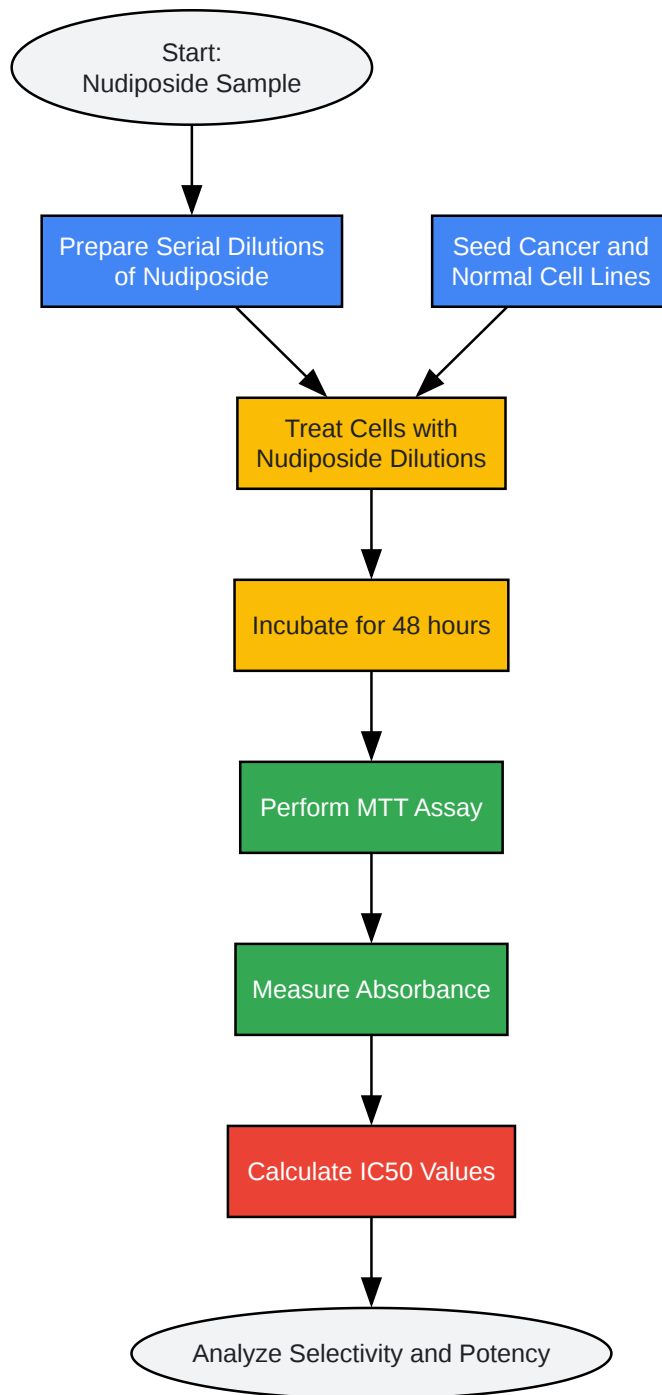 Start:
Nudiposide Sample
Prepare Serial Dilutions
of Nudiposide
Seed Cancer and
Normal Cell Lines
Treat Cells with
Nudiposide Dilutions
Incubate for 48 hours
Perform MTT Assay
Measure Absorbance
Calculate IC50 Values
Analyze Selectivity and Potency